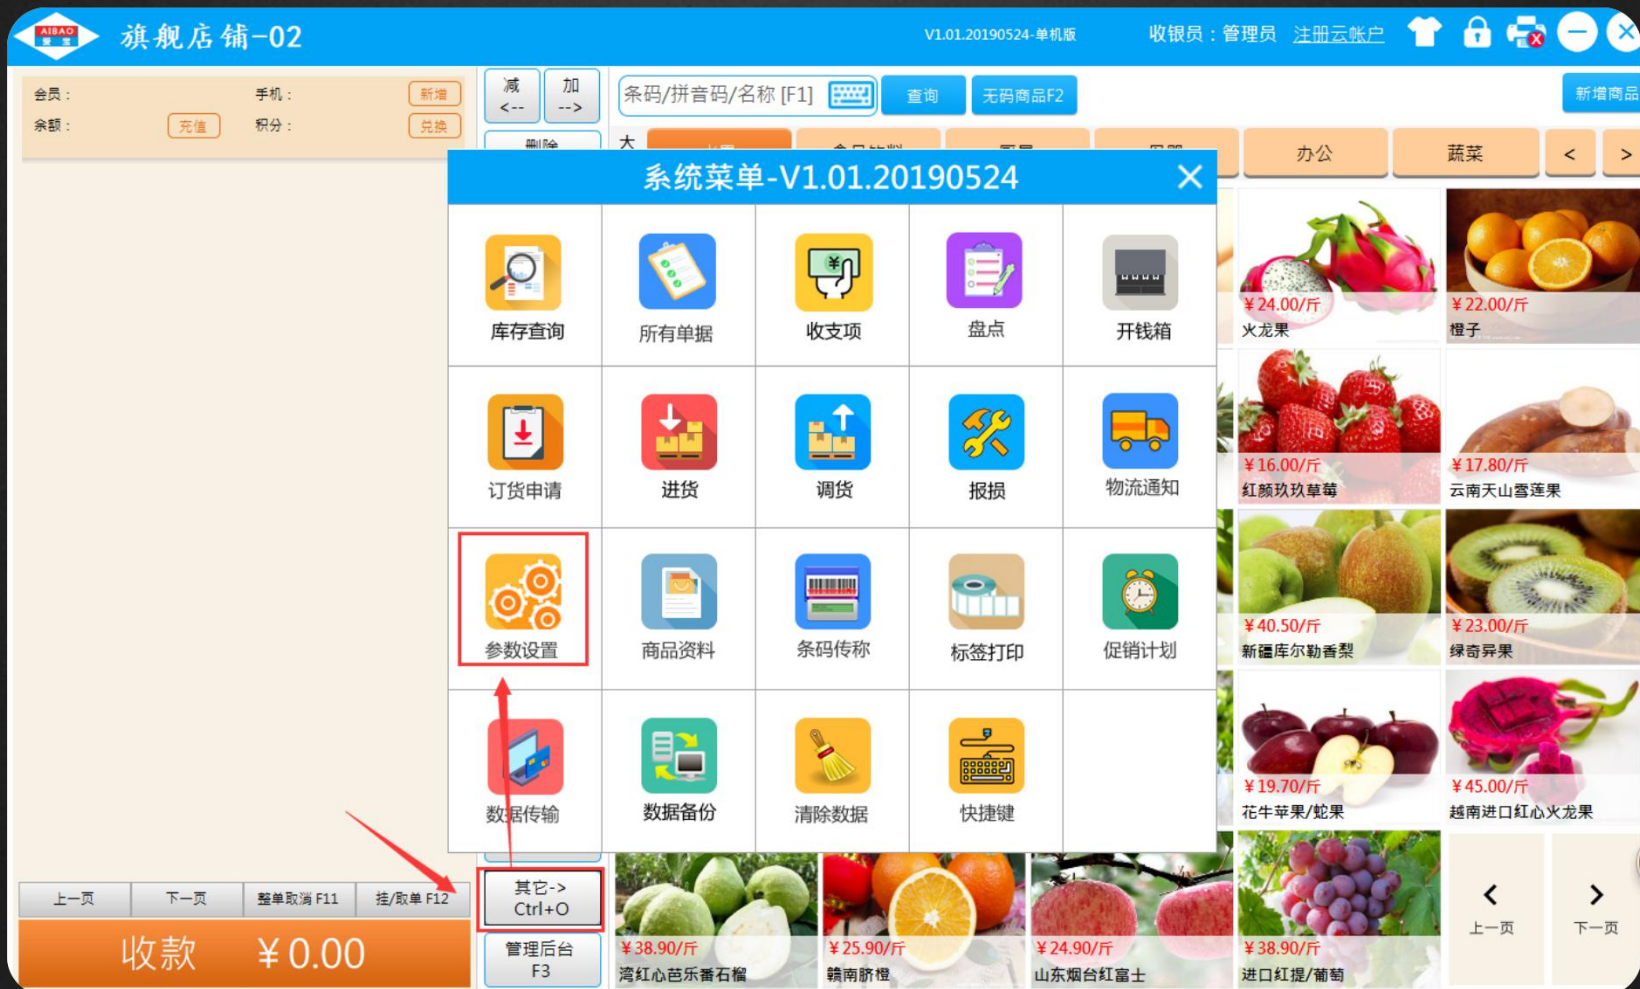 AIBAO
爱宝
旗舰店铺-02
V1.01.20190524-单机版
收银员：管理员
注册云帐户
会员：
手机：
新增
余额：
充值
积分：
兑换
减
<--
加
-->
删除
条码/拼音码/名称 [F1]
查询
无码商品F2
新增商品
大
办公
蔬菜
<
>
系统菜单-V1.01.20190524
库存查询
所有单据
收支项
盘点
开钱箱
订货申请
进货
调货
报损
物流通知
参数设置
商品资料
条码传称
标签打印
促销计划
数据传输
数据备份
清除数据
快捷键
￥24.00/斤
火龙果
￥22.00/斤
橙子
￥16.00/斤
红颜玖玖草莓
￥17.80/斤
云南天山雪莲果
￥40.50/斤
新疆库尔勒香梨
￥23.00/斤
绿奇异果
￥19.70/斤
花牛苹果/蛇果
￥45.00/斤
越南进口红心火龙果
￥38.90/斤
湾红心芭乐番石榴
￥25.90/斤
赣南脐橙
￥24.90/斤
山东烟台红富士
￥38.90/斤
进口红提/葡萄
上一页
下一页
上一页
下一页
整单取消 F11
挂/取单 F12
其它->
Ctrl+O
收款 ￥0.00
管理后台
F3